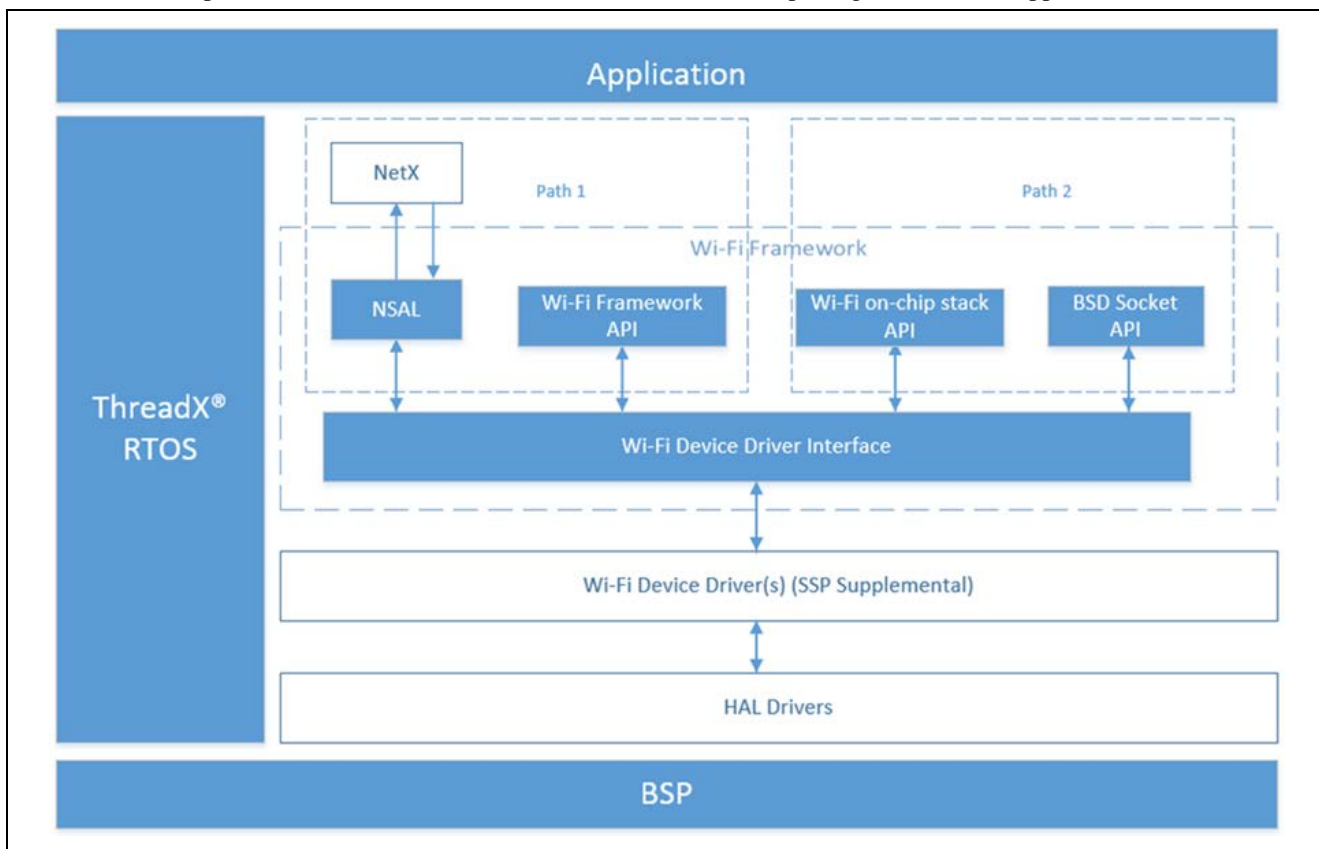 Application
ThreadX®
RTOS
NetX
Path 1
Path 2
Wi-Fi Framework
NSAL
Wi-Fi Framework
API
Wi-Fi on-chip stack
API
BSD Socket
API
Wi-Fi Device Driver Interface
Wi-Fi Device Driver(s) (SSP Supplemental)
HAL Drivers
BSP